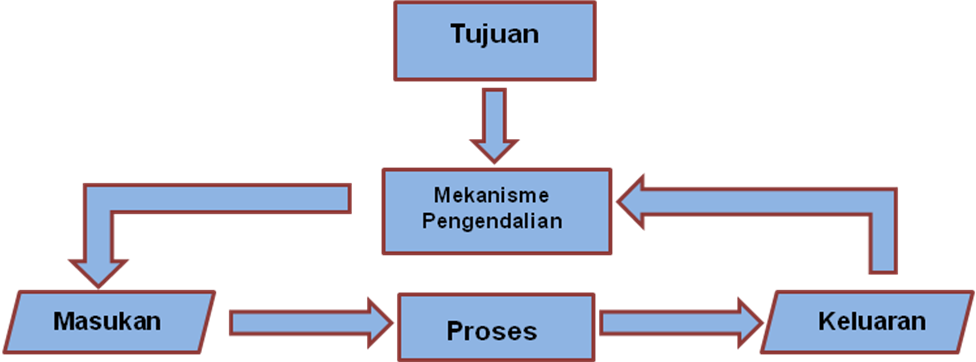 Tujuan
Mekanisme
Pengendalian
Masukan
Proses
Keluaran